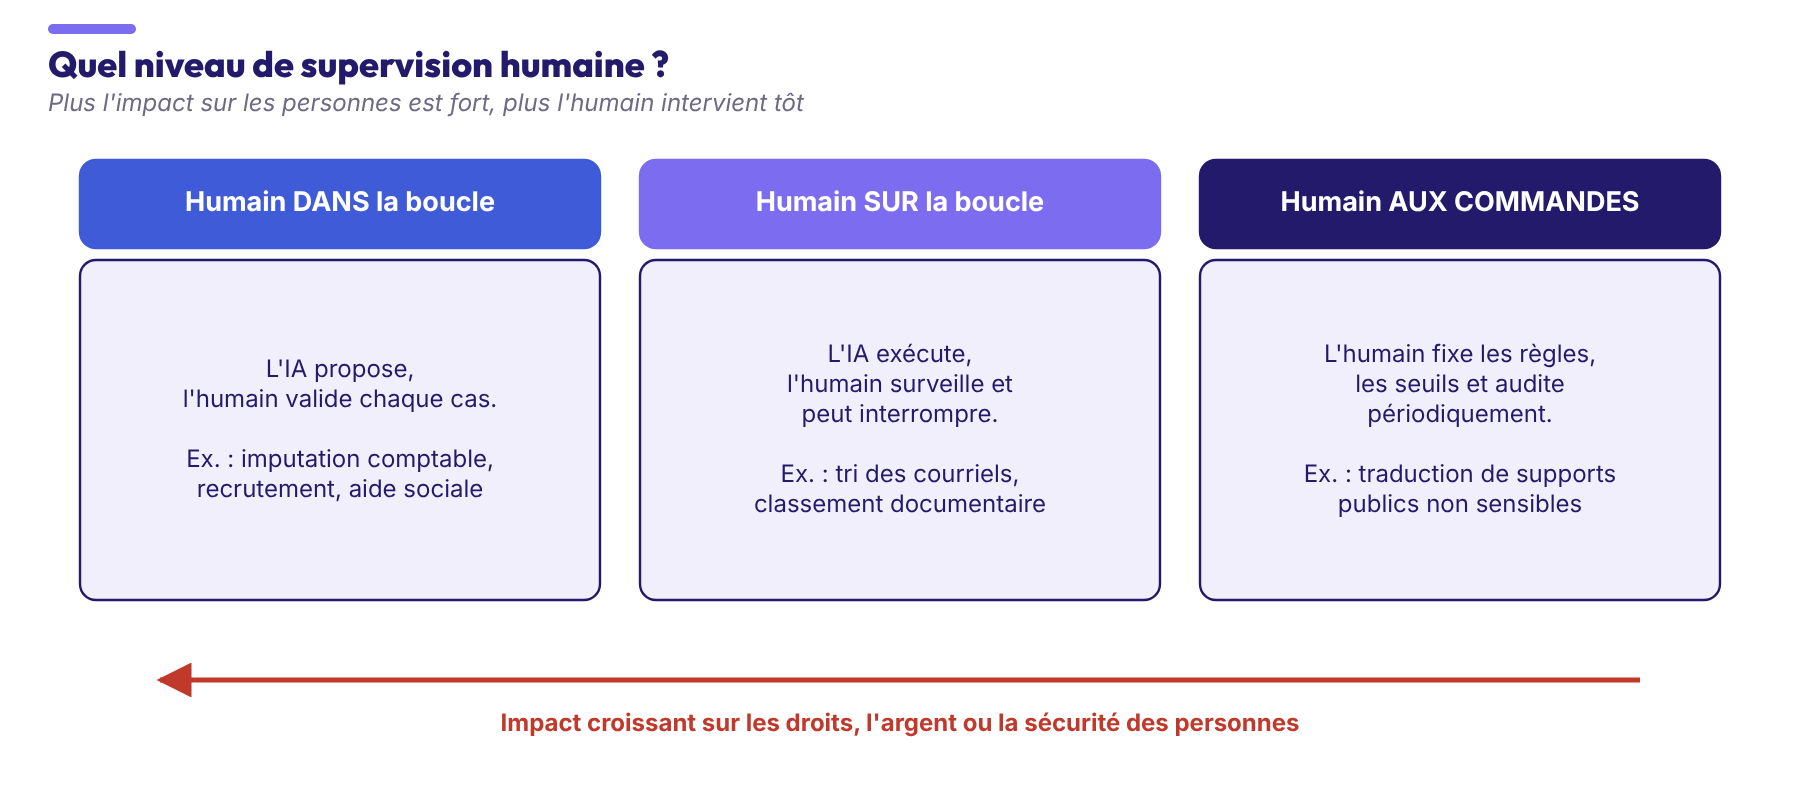 Quel niveau de supervision humaine ?
Plus l'impact sur les personnes est fort, plus l'humain intervient tôt
Humain DANS la boucle
L'IA propose,
l'humain valide chaque cas.
Ex. : imputation comptable,
recrutement, aide sociale
Humain SUR la boucle
L'IA exécute,
l'humain surveille et
peut interrompre.
Ex. : tri des courriels,
classement documentaire
Humain AUX COMMANDES
L'humain fixe les règles,
les seuils et audite
périodiquement.
Ex. : traduction de supports
publics non sensibles
Impact croissant sur les droits, l'argent ou la sécurité des personnes